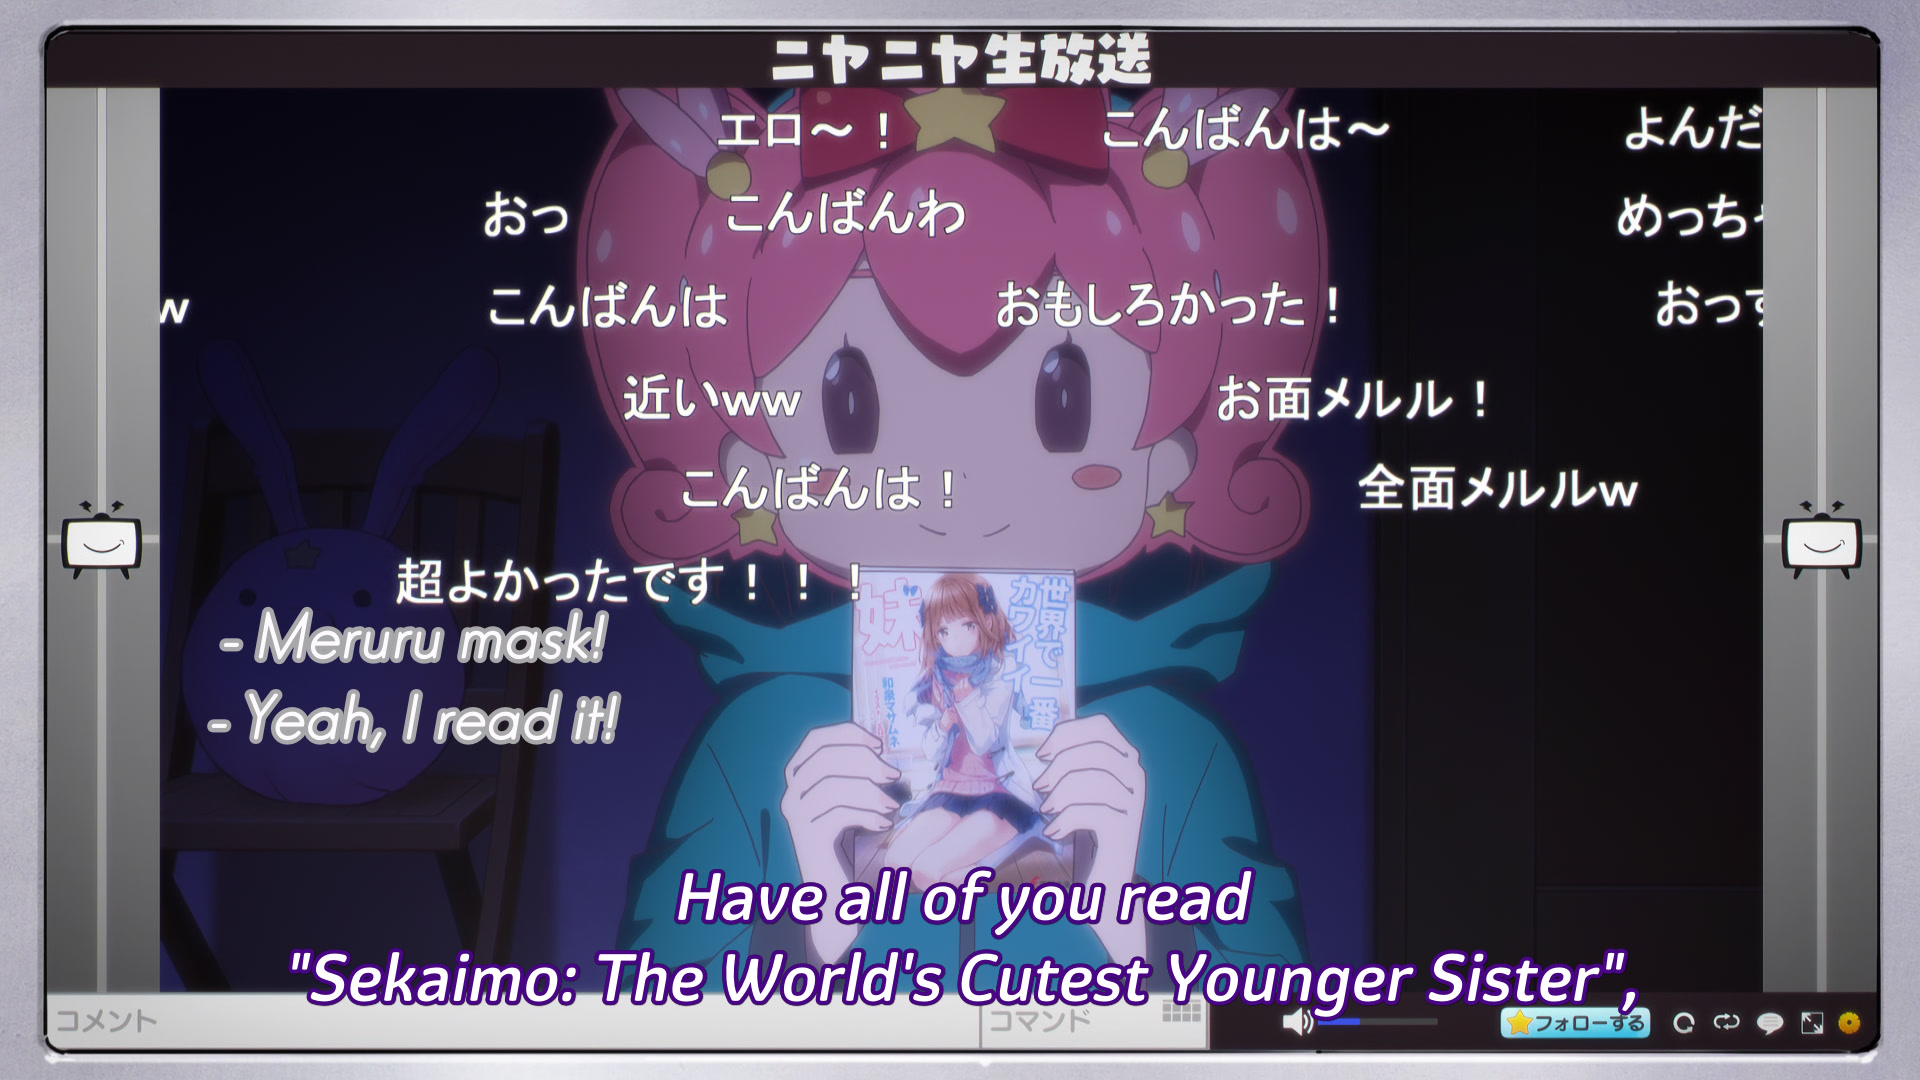 ニヤニヤ生放送
エロ～！
こんばんは～
よんだ
おっ
こんばんわ
めっちゃ
w
こんばんは
おもしろかった！
おっす
近いww
お面メルル！
こんばんは！
全面メルルw
超よかったです！！！
- Meruru mask!
- Yeah, I read it!
世界で一番
カワイイ
妹
和泉マサムネ
Have all of you read
"Sekaimo: The World's Cutest Younger Sister",
コメント
コマンド
フォローする